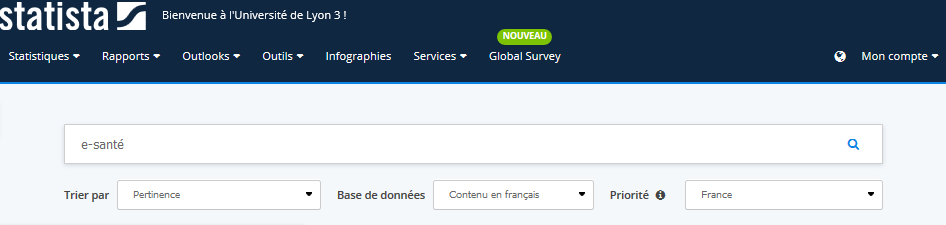 statista
Bienvenue à l'Université de Lyon 3 !
NOUVEAU
Statistiques Rapports Outlooks Outils Infographies Services Global Survey Mon compte
e-santé
Trier par Pertinence Base de données Contenu en français Priorité France